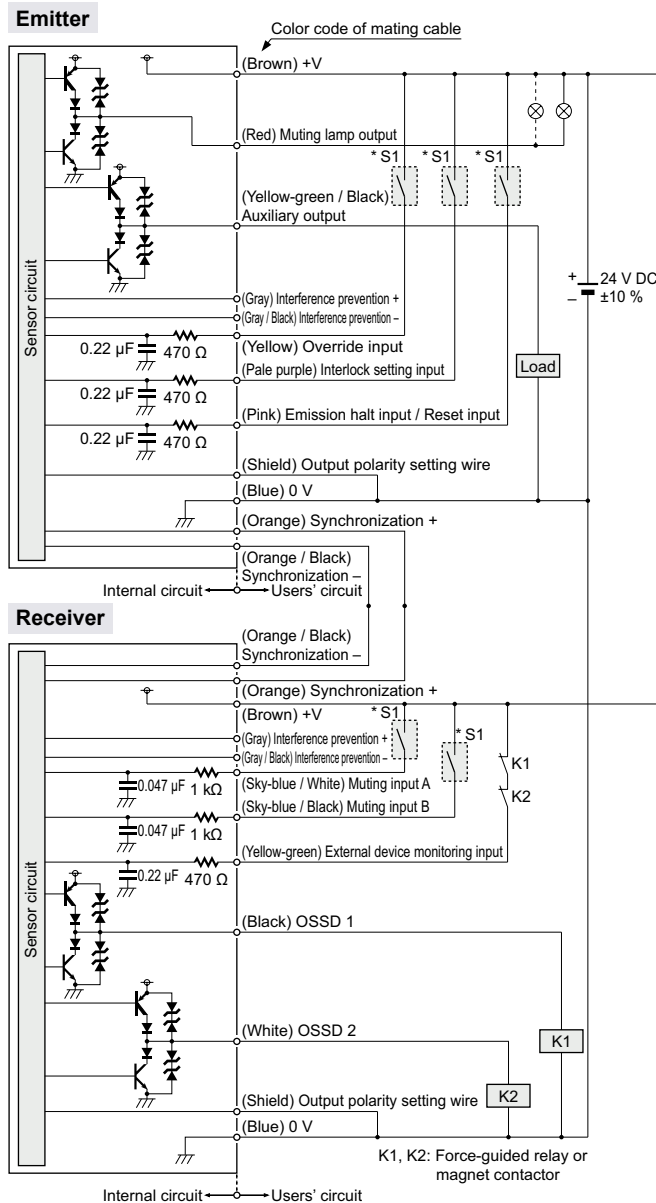 Emitter
Color code of mating cable
(Brown) +V
(Red) Muting lamp output
* S1
* S1
* S1
(Yellow-green / Black)
Auxiliary output
+
–
24 V DC
±10 %
Sensor circuit
(Gray) Interference prevention +
(Gray / Black) Interference prevention –
0.22 µF
470 Ω
(Yellow) Override input
Load
(Pale purple) Interlock setting input
0.22 µF
470 Ω
(Pink) Emission halt input / Reset input
0.22 µF
470 Ω
(Shield) Output polarity setting wire
(Blue) 0 V
(Orange) Synchronization +
(Orange / Black)
Synchronization –
Internal circuit
Users' circuit
Receiver
(Orange / Black)
Synchronization –
(Orange) Synchronization +
(Brown) +V
* S1
* S1
(Gray) Interference prevention +
(Gray / Black) Interference prevention –
K1
0.047 µF
1 kΩ
(Sky-blue / White) Muting input A
K2
(Sky-blue / Black) Muting input B
0.047 µF
1 kΩ
(Yellow-green) External device monitoring input
0.22 µF
470 Ω
Sensor circuit
(Black) OSSD 1
(White) OSSD 2
K1
K2
(Shield) Output polarity setting wire
(Blue) 0 V
K1, K2: Force-guided relay or
magnet contactor
Internal circuit
Users' circuit